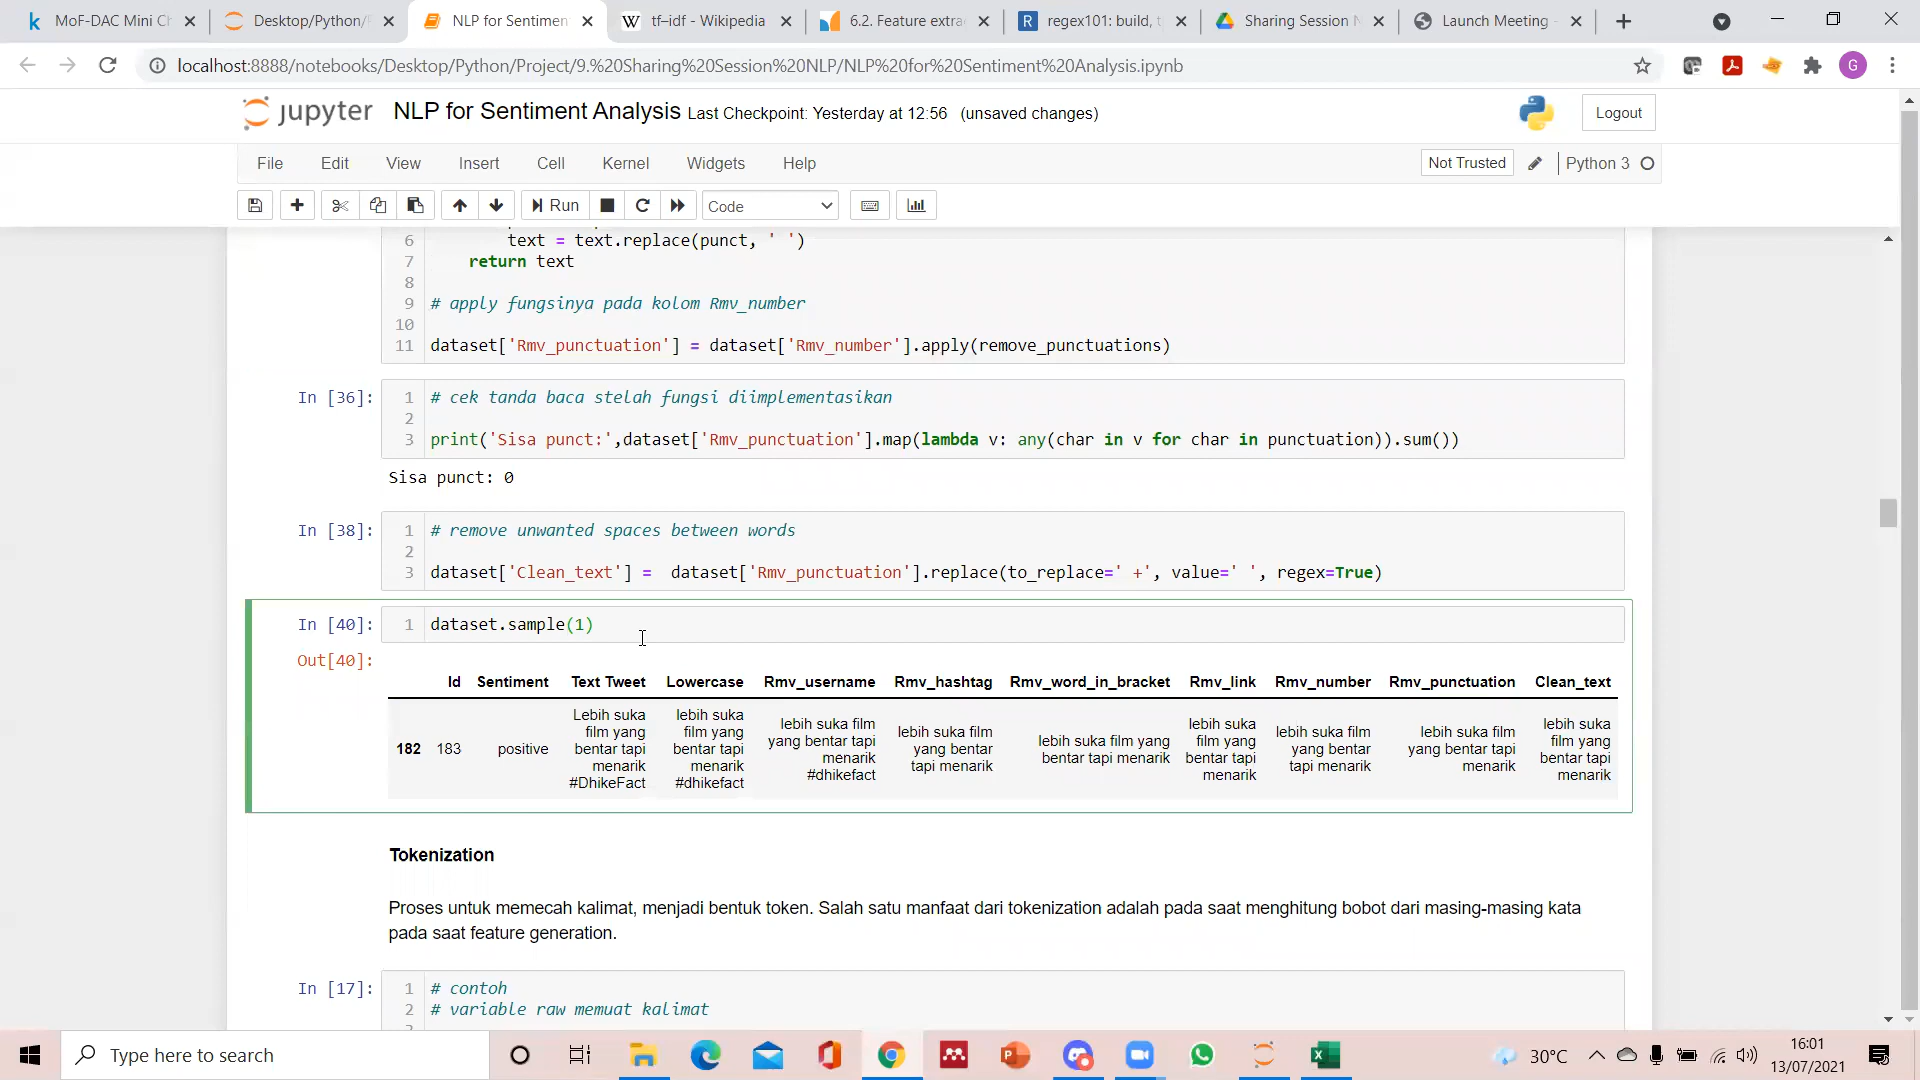 MoF-DAC Mini Ch
Desktop/Python/P
NLP for Sentimen
tf–idf - Wikipedia
6.2. Feature extra
regex101: build, t
Sharing Session N
Launch Meeting -
localhost:8888/notebooks/Desktop/Python/Project/9.%20Sharing%20Session%20NLP/NLP%20for%20Sentiment%20Analysis.ipynb
G
jupyter NLP for Sentiment Analysis Last Checkpoint: Yesterday at 12:56 (unsaved changes)
Logout
File Edit View Insert Cell Kernel Widgets Help
Not Trusted Python 3
Run Code
6 text = text.replace(punct, ' ')
7 return text
8
9 # apply fungsinya pada kolom Rmv_number
10
11 dataset['Rmv_punctuation'] = dataset['Rmv_number'].apply(remove_punctuations)
In [36]: 1 # cek tanda baca stelah fungsi diimplementasikan
2
3 print('Sisa punct:',dataset['Rmv_punctuation'].map(lambda v: any(char in v for char in punctuation)).sum())
Sisa punct: 0
In [38]: 1 # remove unwanted spaces between words
2
3 dataset['Clean_text'] = dataset['Rmv_punctuation'].replace(to_replace=' +', value=' ', regex=True)
In [40]: 1 dataset.sample(1)
Out[40]:
Id Sentiment Text Tweet Lowercase Rmv_username Rmv_hashtag Rmv_word_in_bracket Rmv_link Rmv_number Rmv_punctuation Clean_text
182 183 positive
Lebih suka
film yang
bentar tapi
menarik
#DhikeFact
lebih suka
film yang
bentar tapi
menarik
#dhikefact
lebih suka film
yang bentar tapi
menarik
#dhikefact
lebih suka film
yang bentar
tapi menarik
lebih suka film yang
bentar tapi menarik
lebih suka
film yang
bentar tapi
menarik
lebih suka film
yang bentar
tapi menarik
lebih suka film
yang bentar tapi
menarik
lebih suka
film yang
bentar tapi
menarik
Tokenization
Proses untuk memecah kalimat, menjadi bentuk token. Salah satu manfaat dari tokenization adalah pada saat menghitung bobot dari masing-masing kata
pada saat feature generation.
In [17]: 1 # contoh
2 # variable raw memuat kalimat
Type here to search
30°C
16:01
13/07/2021